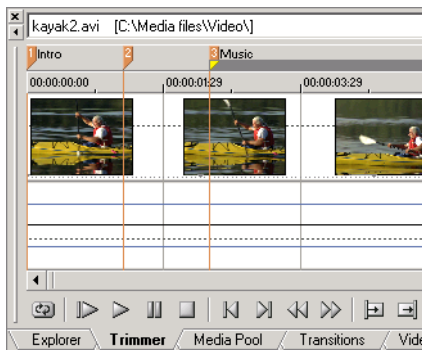 kayak2.avi [C:\Media files\Video\]
1 Intro 2 3 Music
00:00:00:00 00:00:01:29 00:00:03:29
Explorer Trimmer Media Pool Transitions